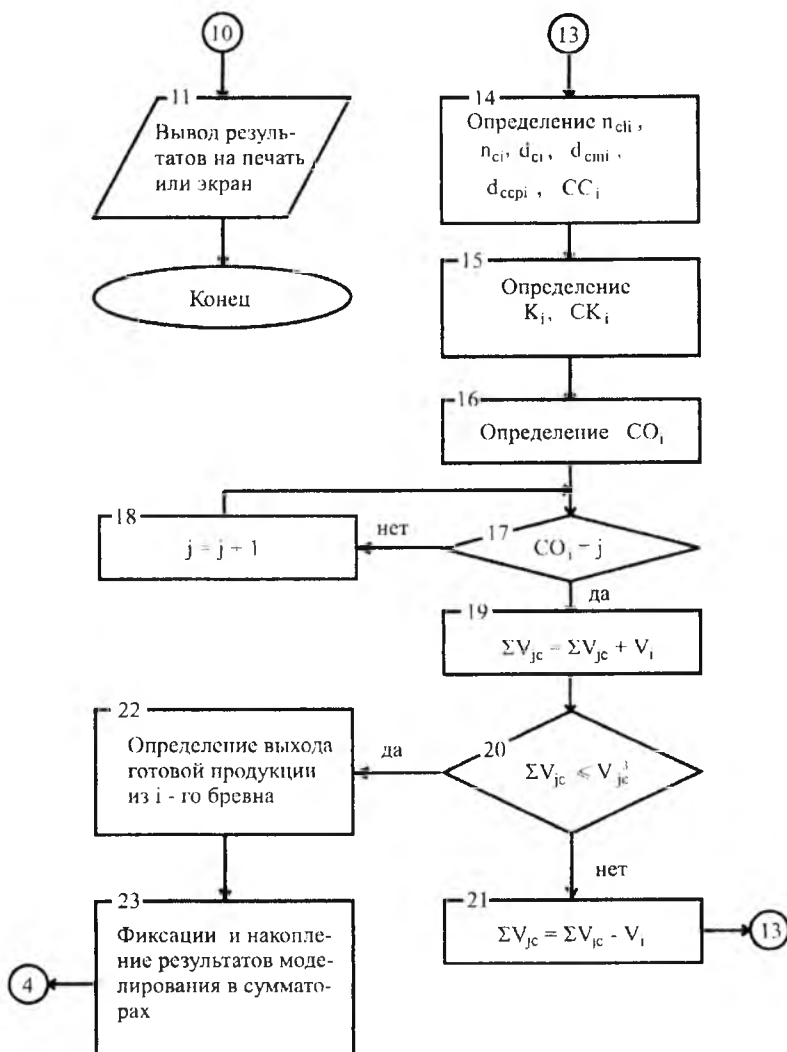 10
11
Вывод резуль-
татов на печать
или экран
Конец
13
14
Определение n_cli ,
n_ci, d_ci, d_cmi ,
d_ccpi , CC_i
15
Определение
K_i, CK_i
16
Определение CO_i
17
CO_i = j
нет
18
j = j + 1
да
19
ΣV_jc = ΣV_jc + V_i
20
ΣV_jc ≤ V_jc^з
да
22
Определение выхода
готовой продукции
из i - го бревна
нет
21
ΣV_jc = ΣV_jc - V_i
13
23
Фиксации и накопле-
ние результатов моде-
лирования в суммато-
рах
4